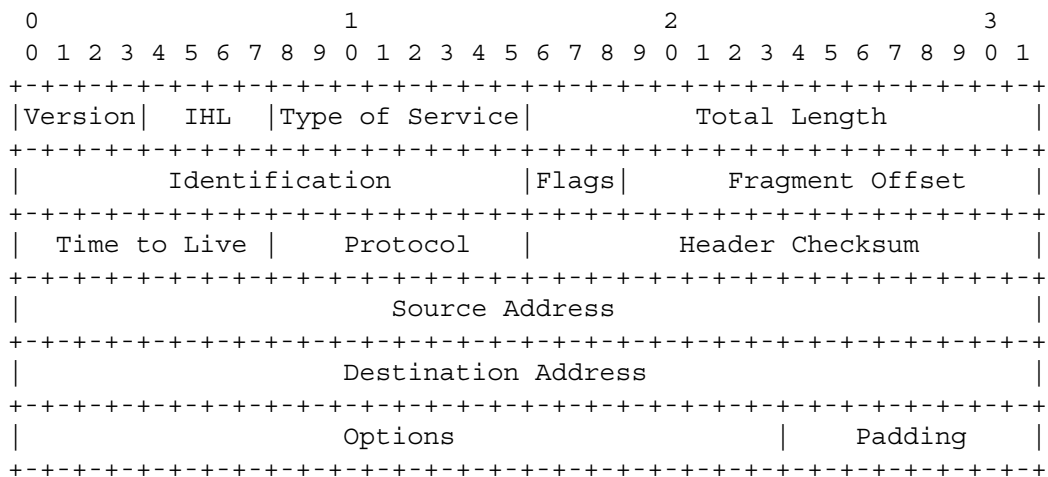 0                   1                   2                   3
 0 1 2 3 4 5 6 7 8 9 0 1 2 3 4 5 6 7 8 9 0 1 2 3 4 5 6 7 8 9 0 1
+-+-+-+-+-+-+-+-+-+-+-+-+-+-+-+-+-+-+-+-+-+-+-+-+-+-+-+-+-+-+-+-+
|Version|  IHL  |Type of Service|          Total Length         |
+-+-+-+-+-+-+-+-+-+-+-+-+-+-+-+-+-+-+-+-+-+-+-+-+-+-+-+-+-+-+-+-+
|         Identification        |Flags|      Fragment Offset    |
+-+-+-+-+-+-+-+-+-+-+-+-+-+-+-+-+-+-+-+-+-+-+-+-+-+-+-+-+-+-+-+-+
|  Time to Live |    Protocol   |         Header Checksum       |
+-+-+-+-+-+-+-+-+-+-+-+-+-+-+-+-+-+-+-+-+-+-+-+-+-+-+-+-+-+-+-+-+
|                       Source Address                          |
+-+-+-+-+-+-+-+-+-+-+-+-+-+-+-+-+-+-+-+-+-+-+-+-+-+-+-+-+-+-+-+-+
|                    Destination Address                        |
+-+-+-+-+-+-+-+-+-+-+-+-+-+-+-+-+-+-+-+-+-+-+-+-+-+-+-+-+-+-+-+-+
|                    Options                    |    Padding    |
+-+-+-+-+-+-+-+-+-+-+-+-+-+-+-+-+-+-+-+-+-+-+-+-+-+-+-+-+-+-+-+-+